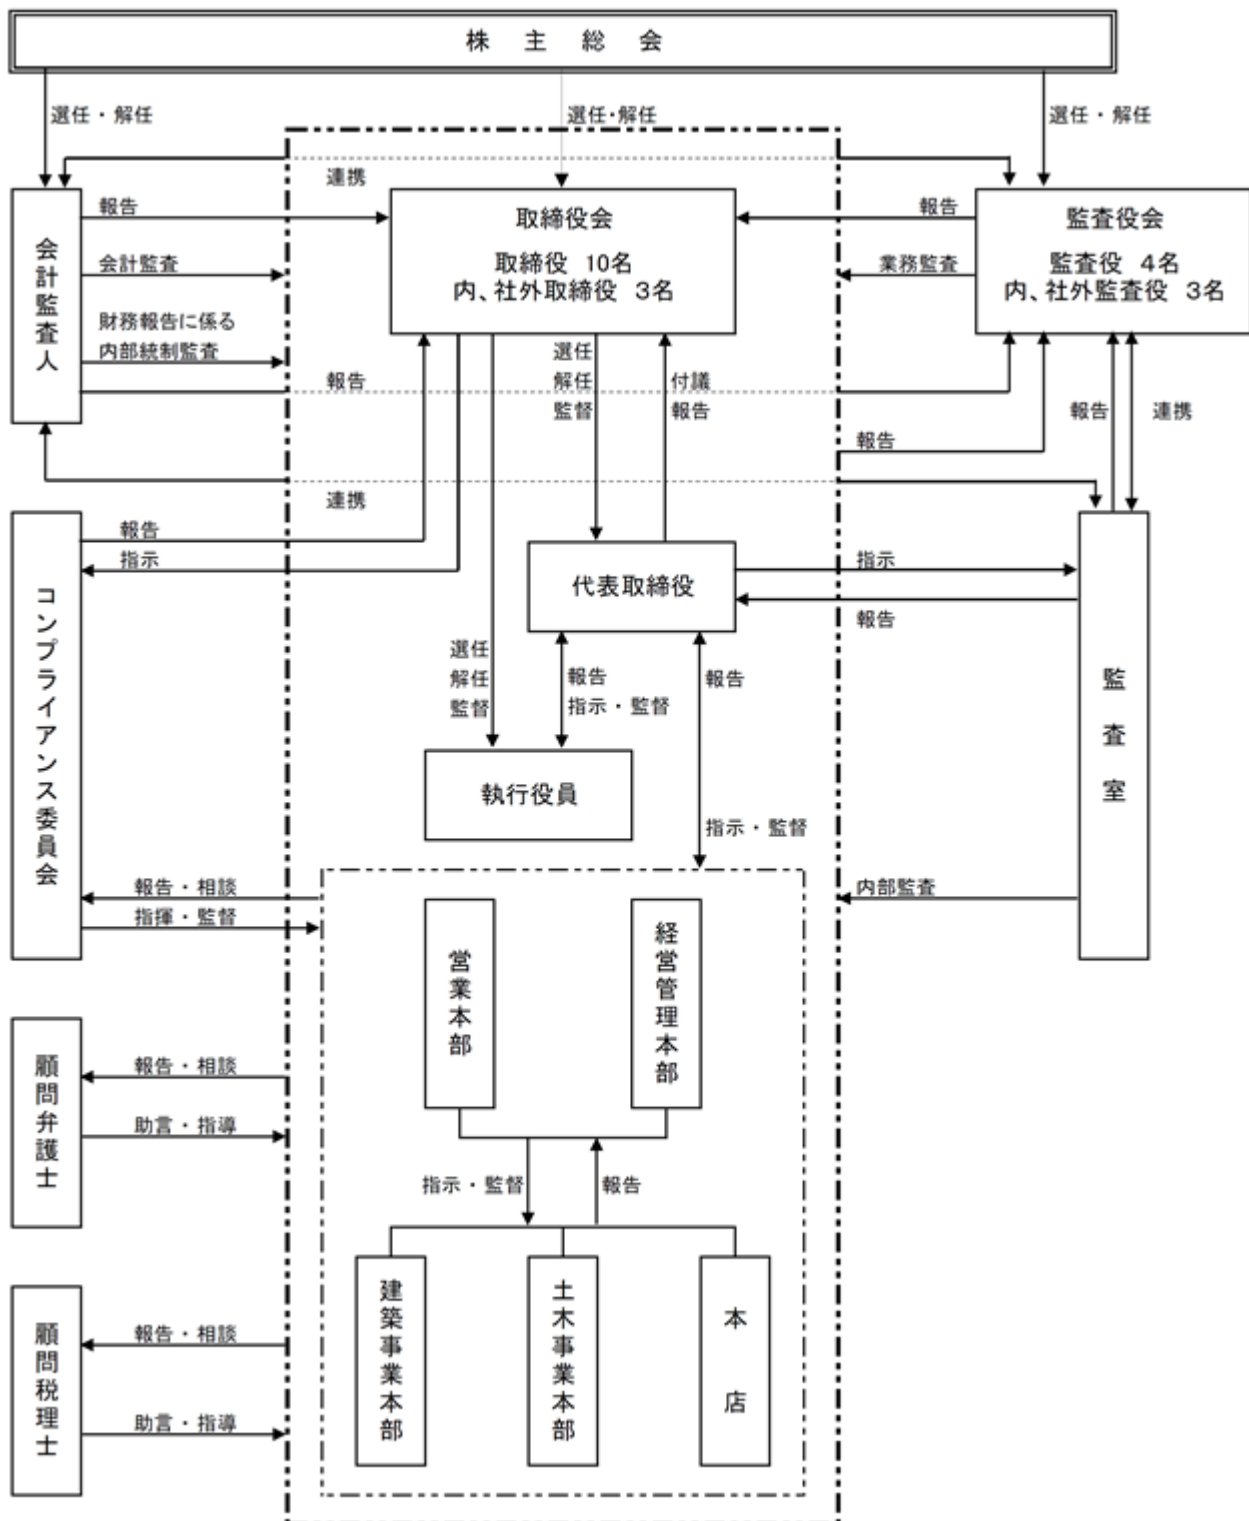 株 主 総 会
選任・解任
選任・解任
選任・解任
連携
会計監査人
報告
会計監査
財務報告に係る
内部統制監査
取締役会
取締役 10名
内、社外取締役 3名
報告
業務監査
監査役会
監査役 4名
内、社外監査役 3名
報告
選任
解任
監督
付議
報告
報告
報告
連携
連携
コンプライアンス委員会
報告
指示
代表取締役
指示
報告
監査室
選任
解任
監督
報告
指示・監督
報告
執行役員
指示・監督
報告・相談
指揮・監督
内部監査
営業本部
経営管理本部
顧問弁護士
報告・相談
助言・指導
指示・監督
報告
建築事業本部
土木事業本部
本店
顧問税理士
報告・相談
助言・指導